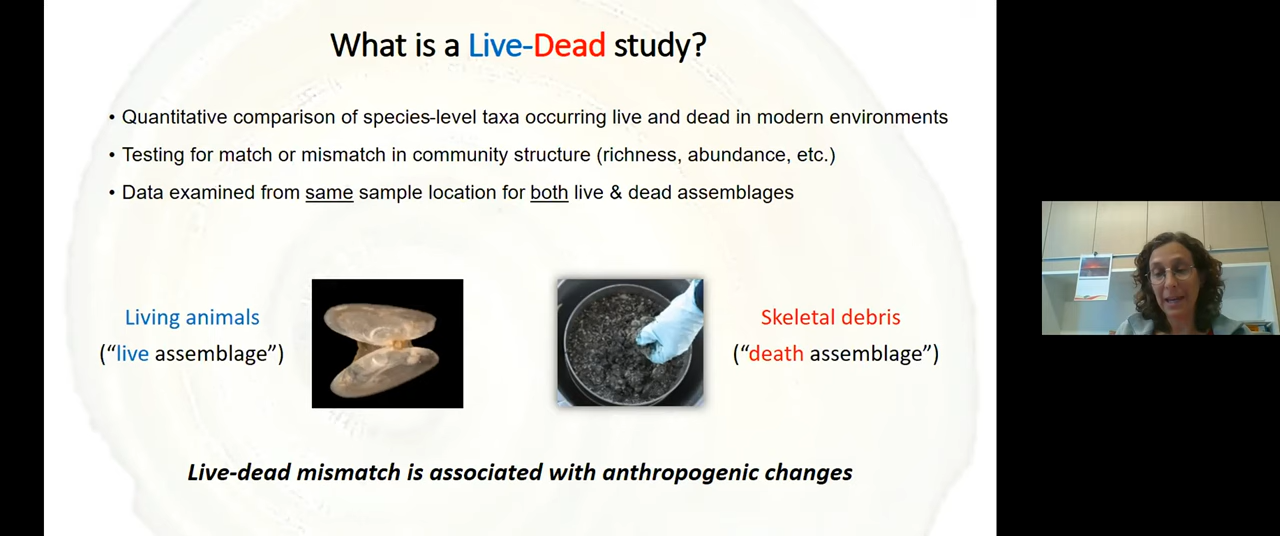 What is a Live-Dead study?
• Quantitative comparison of species-level taxa occurring live and dead in modern environments
• Testing for match or mismatch in community structure (richness, abundance, etc.)
• Data examined from same sample location for both live & dead assemblages
Living animals
(“live assemblage”)
Skeletal debris
(“death assemblage”)
Live-dead mismatch is associated with anthropogenic changes